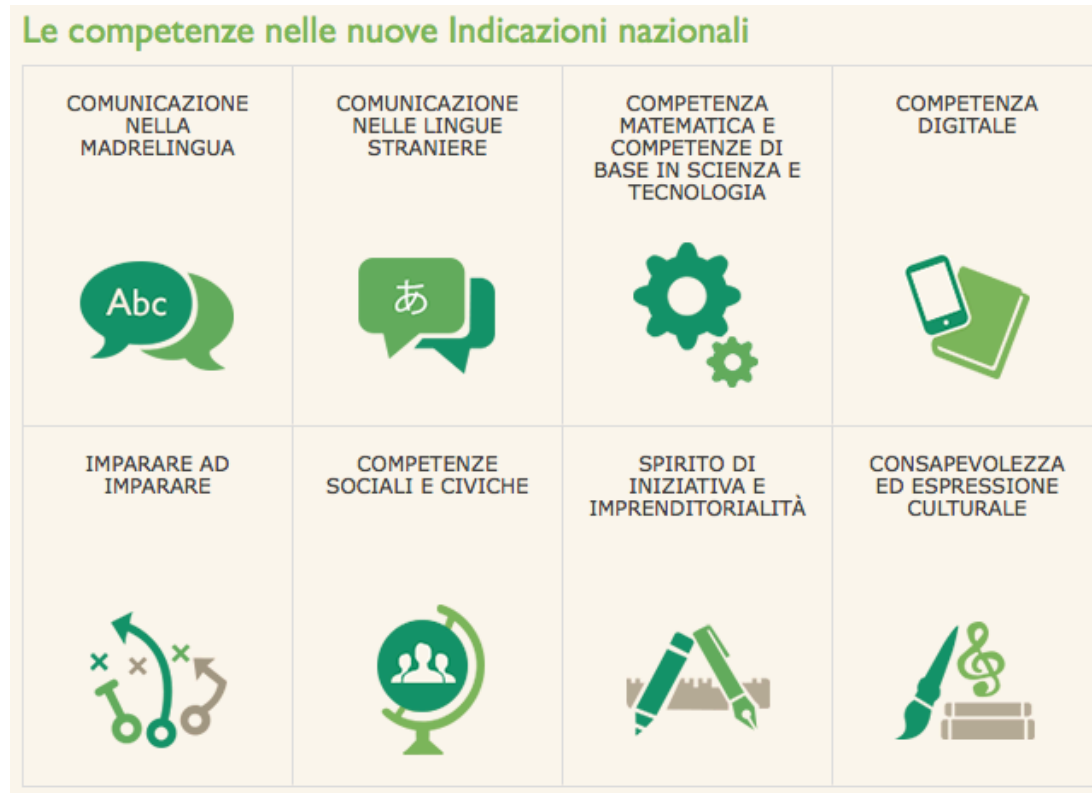 Le competenze nelle nuove Indicazioni nazionali
COMUNICAZIONE
NELLA
MADRELINGUA
COMUNICAZIONE
NELLE LINGUE
STRANIERE
COMPETENZA
MATEMATICA E
COMPETENZE DI
BASE IN SCIENZA E
TECNOLOGIA
COMPETENZA
DIGITALE
Abc
あ
IMPARARE AD
IMPARARE
COMPETENZE
SOCIALI E CIVICHE
SPIRITO DI
INIZIATIVA E
IMPRENDITORIALITÀ
CONSAPEVOLEZZA
ED ESPRESSIONE
CULTURALE